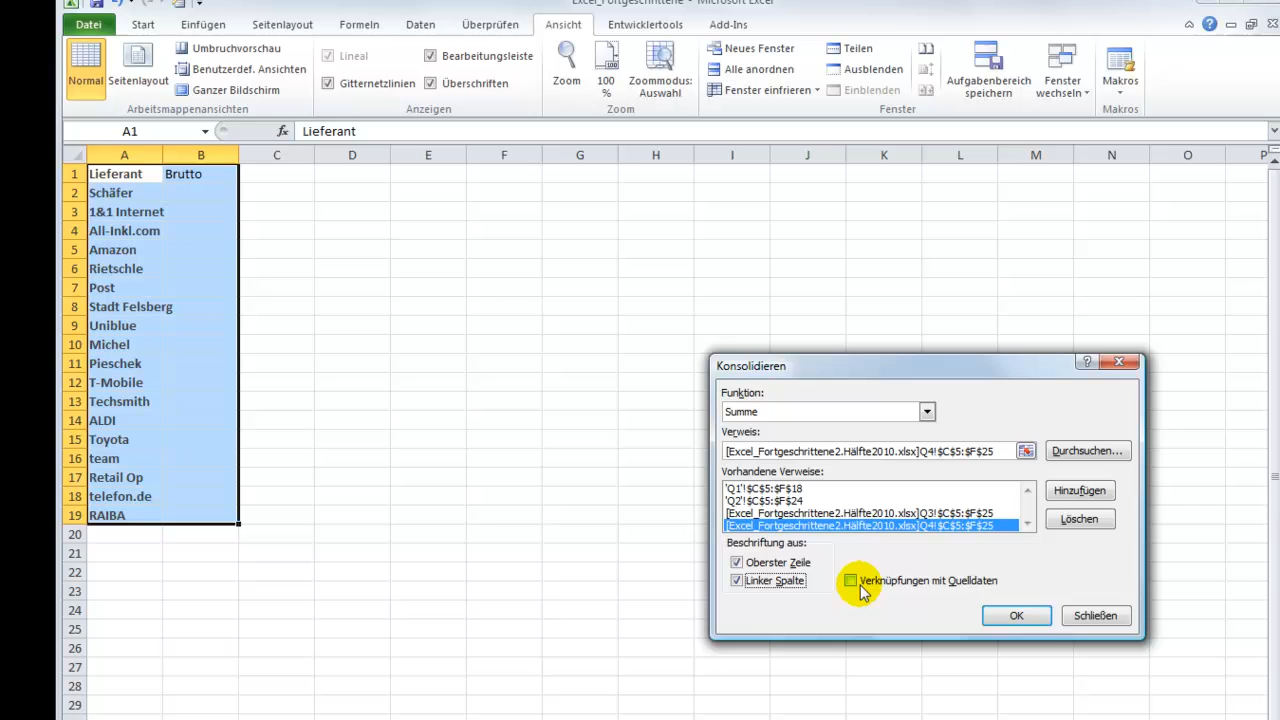 Excel_Fortgeschrittene - Microsoft Excel
Datei Start Einfügen Seitenlayout Formeln Daten Überprüfen Ansicht Entwicklertools Add-Ins
Normal
Seitenlayout
Umbruchvorschau
Benutzerdef. Ansichten
Ganzer Bildschirm
Arbeitsmappenansichten
Lineal
Bearbeitungsleiste
Gitternetzlinien
Überschriften
Anzeigen
Zoom
100
%
Zoommodus:
Auswahl
Zoom
Neues Fenster
Alle anordnen
Fenster einfrieren
Teilen
Ausblenden
Einblenden
Aufgabenbereich
speichern
Fenster
wechseln
Fenster
Makros
Makros
A1 fx Lieferant
A B C D E F G H I J K L M N O P
1 Lieferant Brutto
2 Schäfer
3 1&1 Internet
4 All-Inkl.com
5 Amazon
6 Rietschle
7 Post
8 Stadt Felsberg
9 Uniblue
10 Michel
11 Pieschek
12 T-Mobile
13 Techsmith
14 ALDI
15 Toyota
16 team
17 Retail Op
18 telefon.de
19 RAIBA
20
21
22
23
24
25
26
27
28
29
Konsolidieren
Funktion:
Summe
Verweis:
[Excel_Fortgeschrittene2.Hälfte2010.xlsx]Q4!$C$5:$F$25
Durchsuchen...
Vorhandene Verweise:
'Q1'!$C$5:$F$18
'Q2'!$C$5:$F$24
[Excel_Fortgeschrittene2.Hälfte2010.xlsx]Q3!$C$5:$F$25
[Excel_Fortgeschrittene2.Hälfte2010.xlsx]Q4!$C$5:$F$25
Hinzufügen
Löschen
Beschriftung aus:
Oberster Zeile
Linker Spalte
Verknüpfungen mit Quelldaten
OK
Schließen